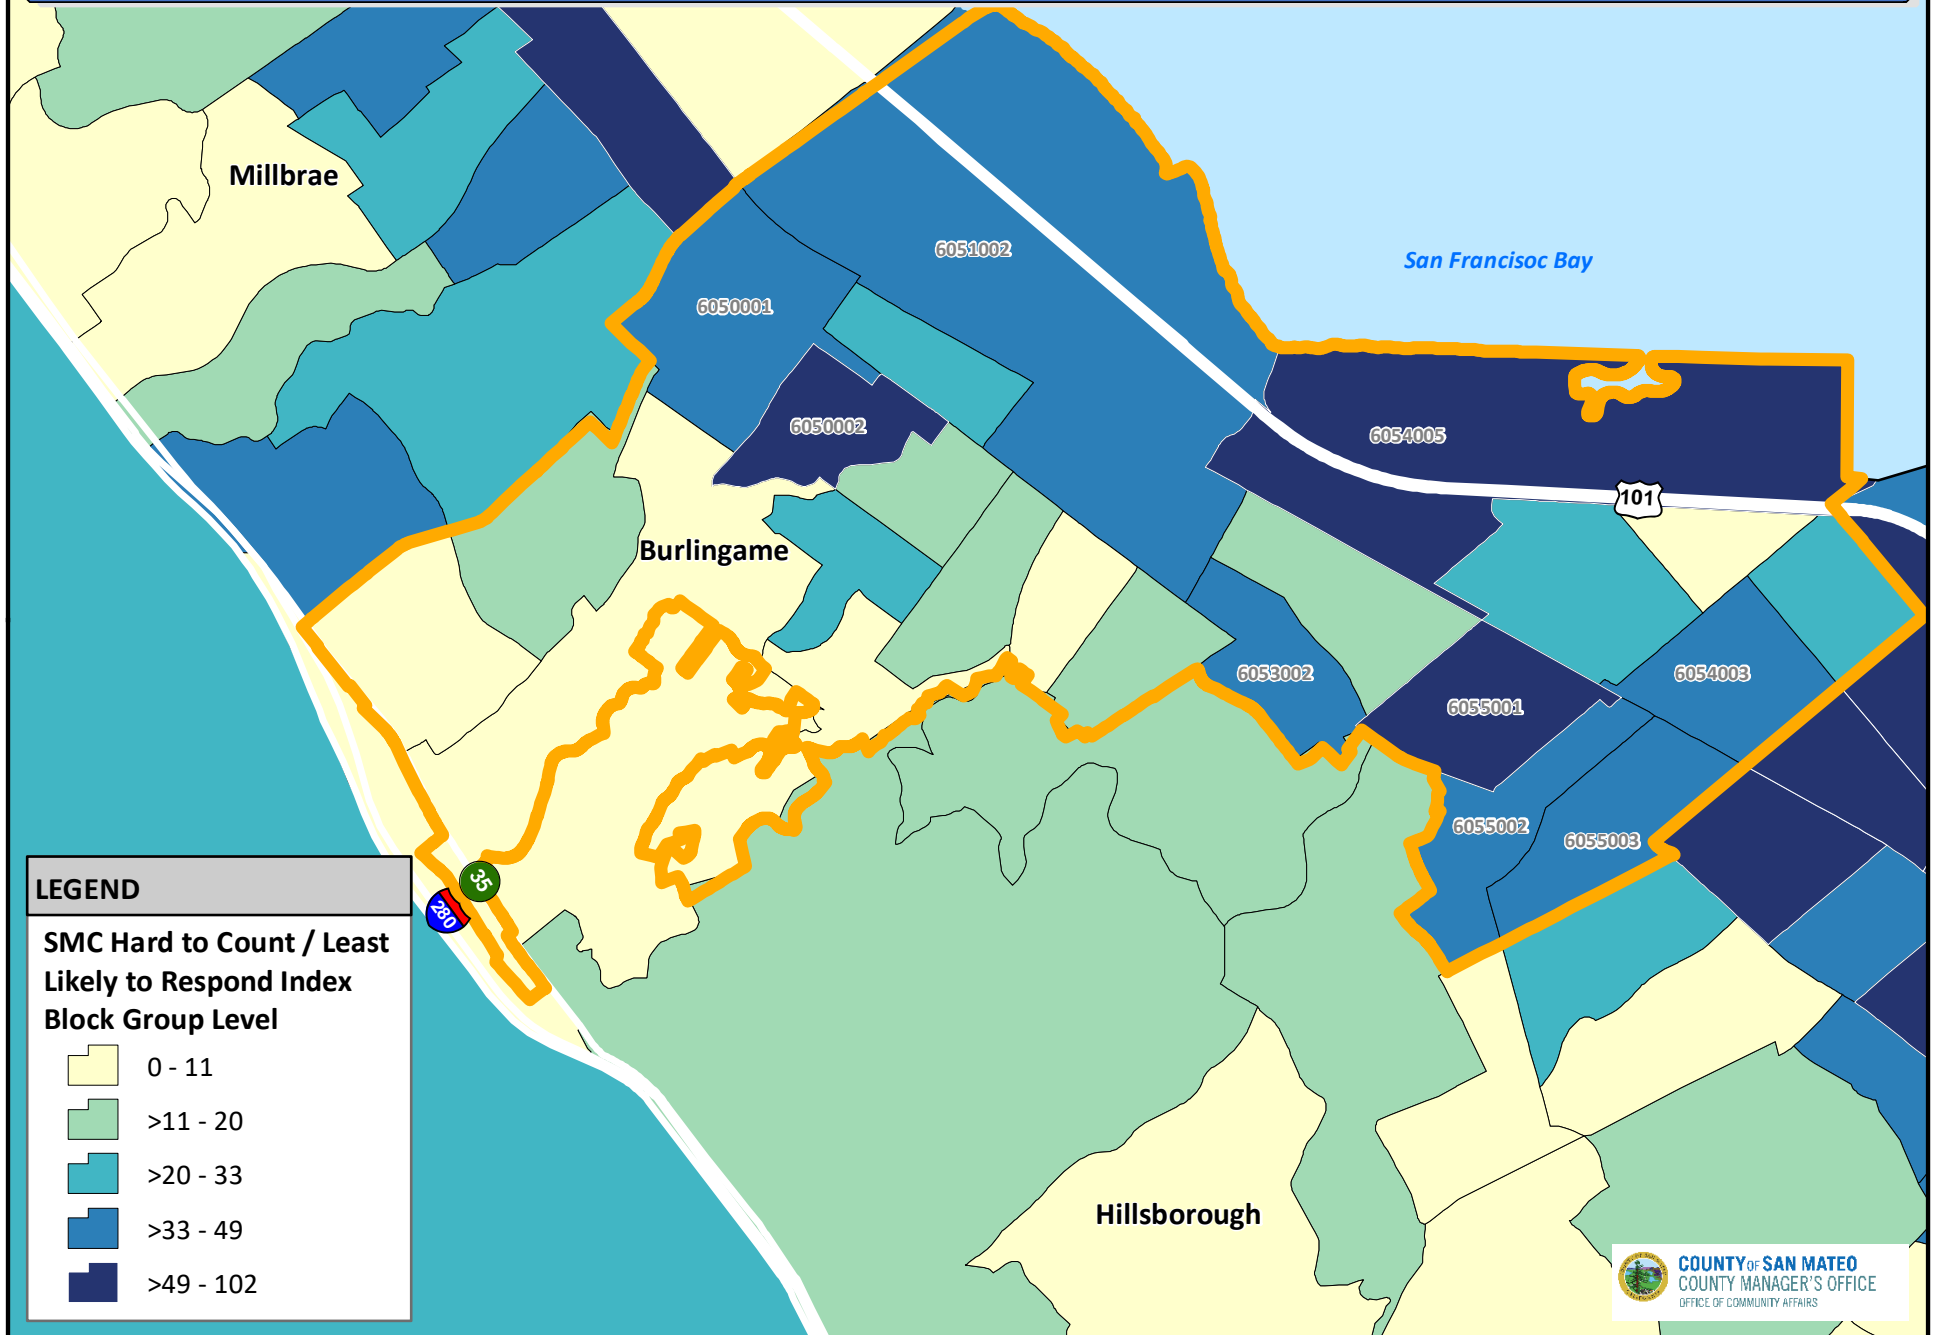 Millbrae
6051002
San Francisoc Bay
6050001
6050002
6054005
101
Burlingame
6053002
6054003
6055001
6055002
6055003
35
280
LEGEND
SMC Hard to Count / Least
Likely to Respond Index
Block Group Level
0 - 11
>11 - 20
>20 - 33
>33 - 49
>49 - 102
Hillsborough
COUNTY OF SAN MATEO
COUNTY MANAGER'S OFFICE
OFFICE OF COMMUNITY AFFAIRS